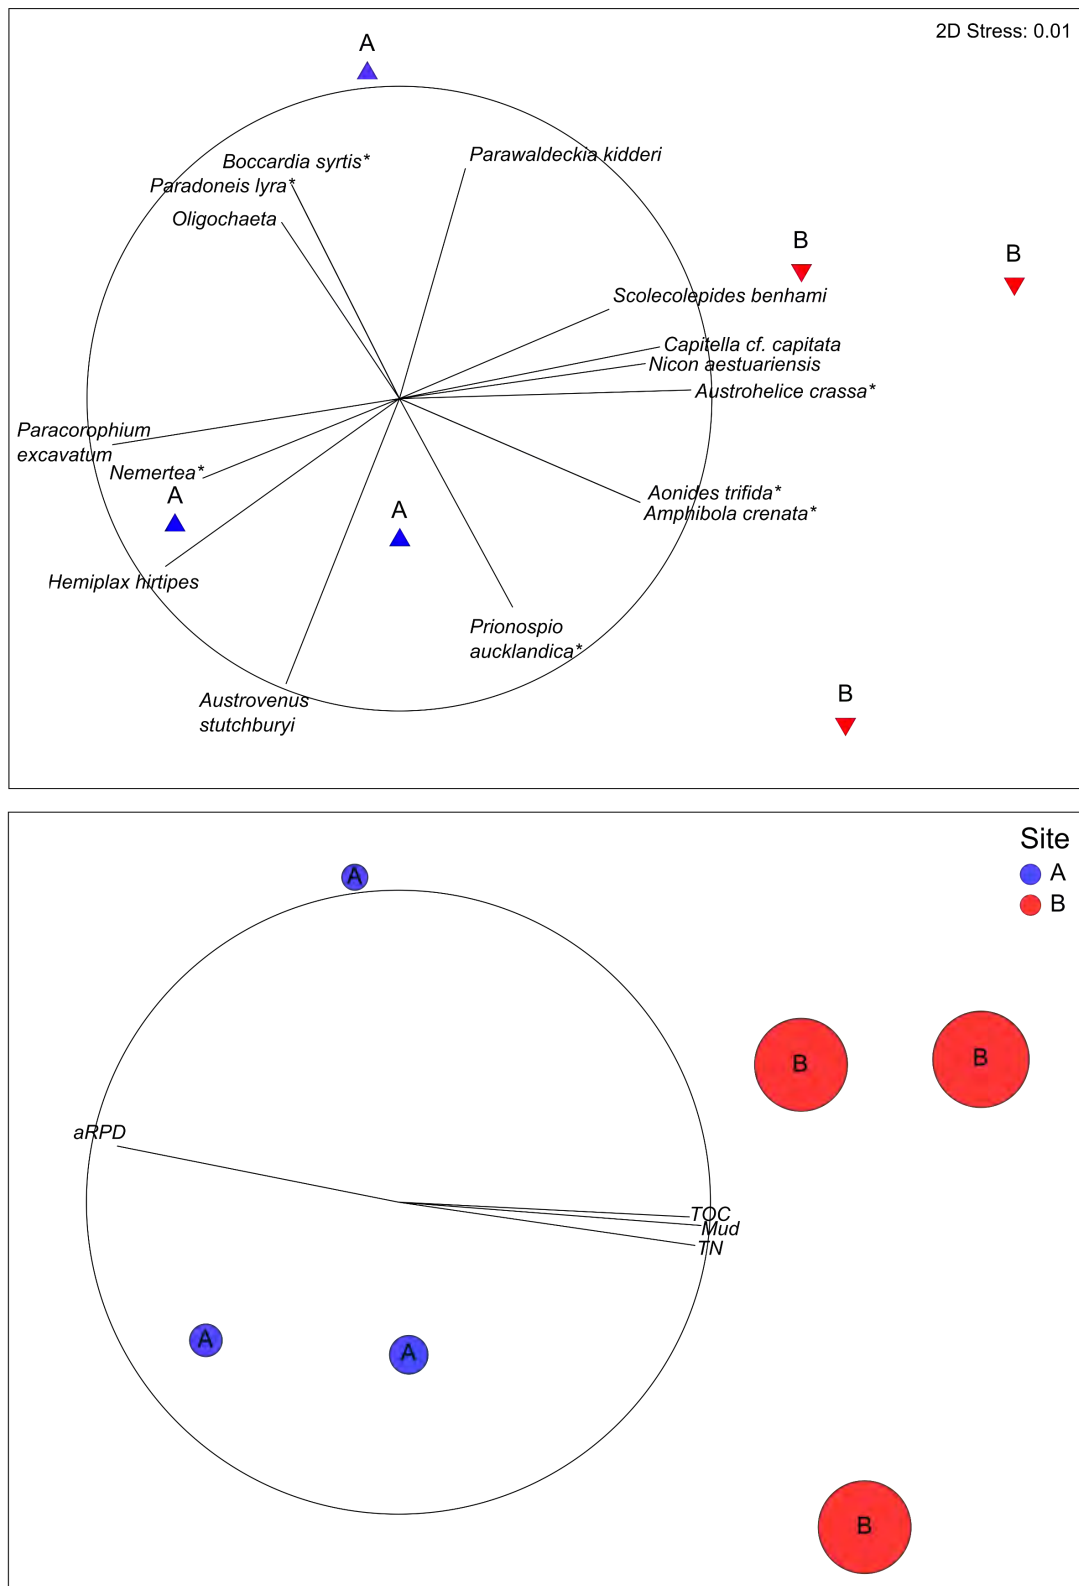 2D Stress: 0.01
A
Boccardia syrtis*
Parawaldeckia kidderi
Paradoneis lyra*
Oligochaeta
B
B
Scolecolepides benhami
Capitella cf. capitata
Nicon aestuariensis
Austrohelice crassa*
Paracorophium
excavatum
Nemertea*
A
A
Aonides trifida*
Amphibola crenata*
Hemiplax hirtipes
Prionospio
aucklandica*
Austrovenus
stutchburyi
B
Site
A
B
A
B
B
aRPD
TOC
Mud
TN
A
A
B